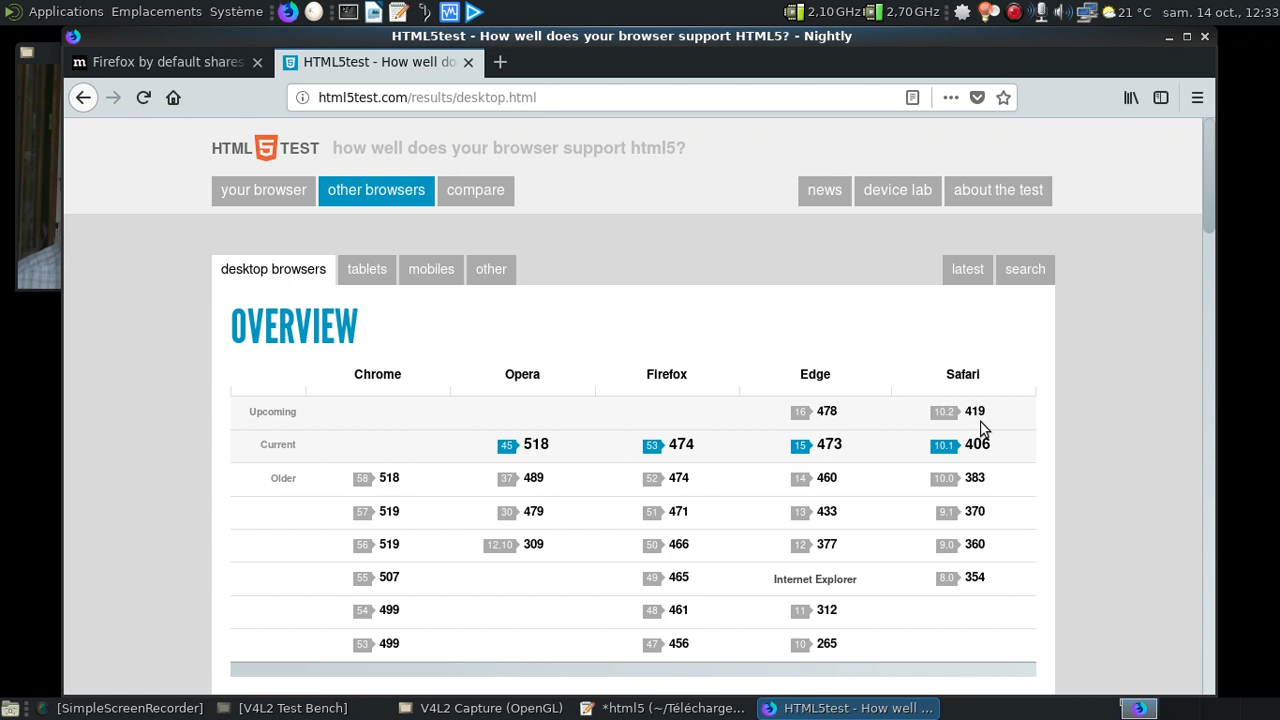 Applications Emplacements Système 2,10 GHz 2,70 GHz 21 °C sam. 14 oct., 12:33
HTML5test - How well does your browser support HTML5? - Nightly
m Firefox by default shares HTML5test - How well do
html5test.com/results/desktop.html
HTML 5 TEST how well does your browser support html5?
your browser other browsers compare news device lab about the test
desktop browsers tablets mobiles other latest search
OVERVIEW
Chrome Opera Firefox Edge Safari
Upcoming 16 478 10.2 419
Current 45 518 53 474 15 473 10.1 406
Older 58 518 37 489 52 474 14 460 10.0 383
57 519 30 479 51 471 13 433 9.1 370
56 519 12.10 309 50 466 12 377 9.0 360
55 507 49 465 Internet Explorer 8.0 354
54 499 48 461 11 312
53 499 47 456 10 265
[SimpleScreenRecorder] [V4L2 Test Bench] V4L2 Capture (OpenGL) *html5 (~/Télécharge... HTML5test - How well ...